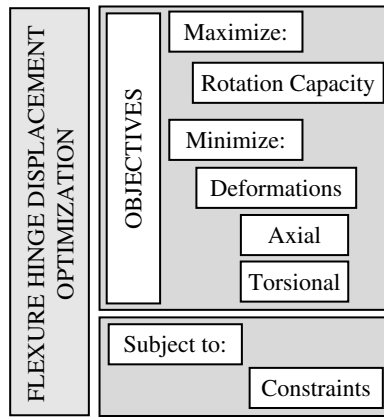 FLEXURE HINGE DISPLACEMENT
OPTIMIZATION
OBJECTIVES
Maximize:
Rotation Capacity
Minimize:
Deformations
Axial
Torsional
Subject to:
Constraints